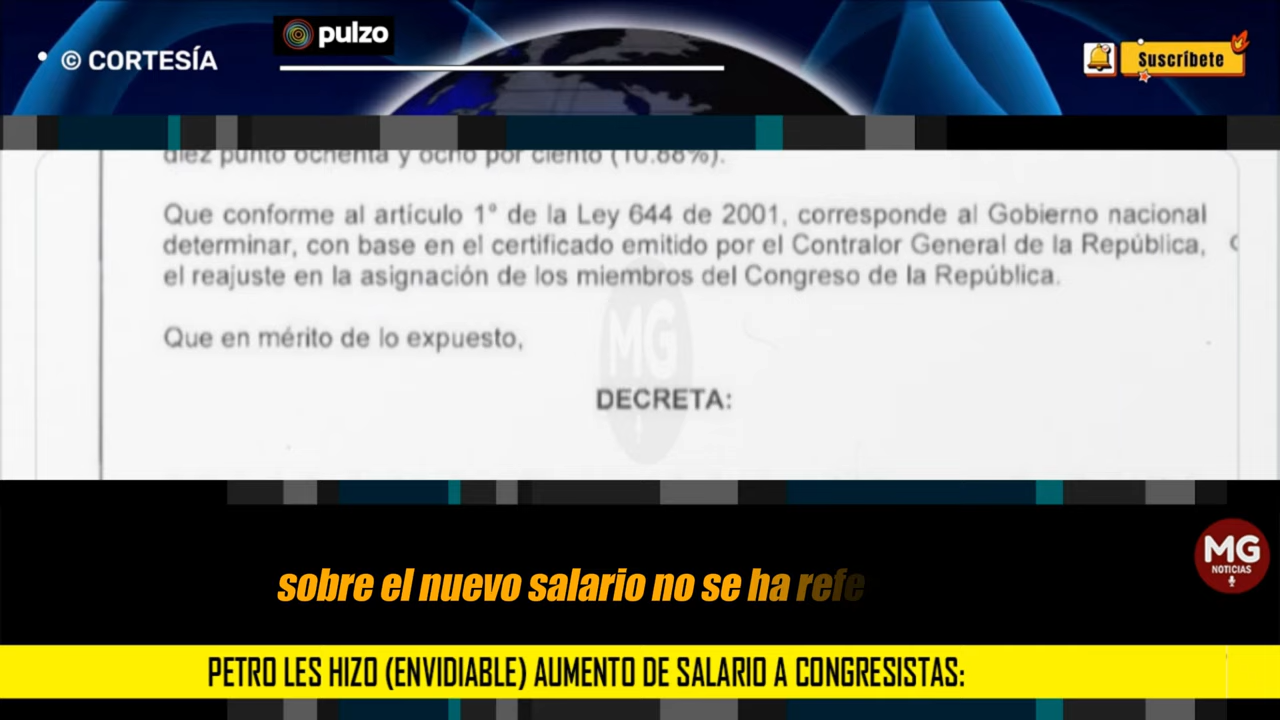 © CORTESÍA
pulzo
Suscríbete
diez punto ochenta y ocho por ciento (10.88%).
Que conforme al artículo 1° de la Ley 644 de 2001, corresponde al Gobierno nacional
determinar, con base en el certificado emitido por el Contralor General de la República,
el reajuste en la asignación de los miembros del Congreso de la República.
Que en mérito de lo expuesto,
MG
DECRETA:
MG
NOTICIAS
sobre el nuevo salario no se ha refe
PETRO LES HIZO (ENVIDIABLE) AUMENTO DE SALARIO A CONGRESISTAS: